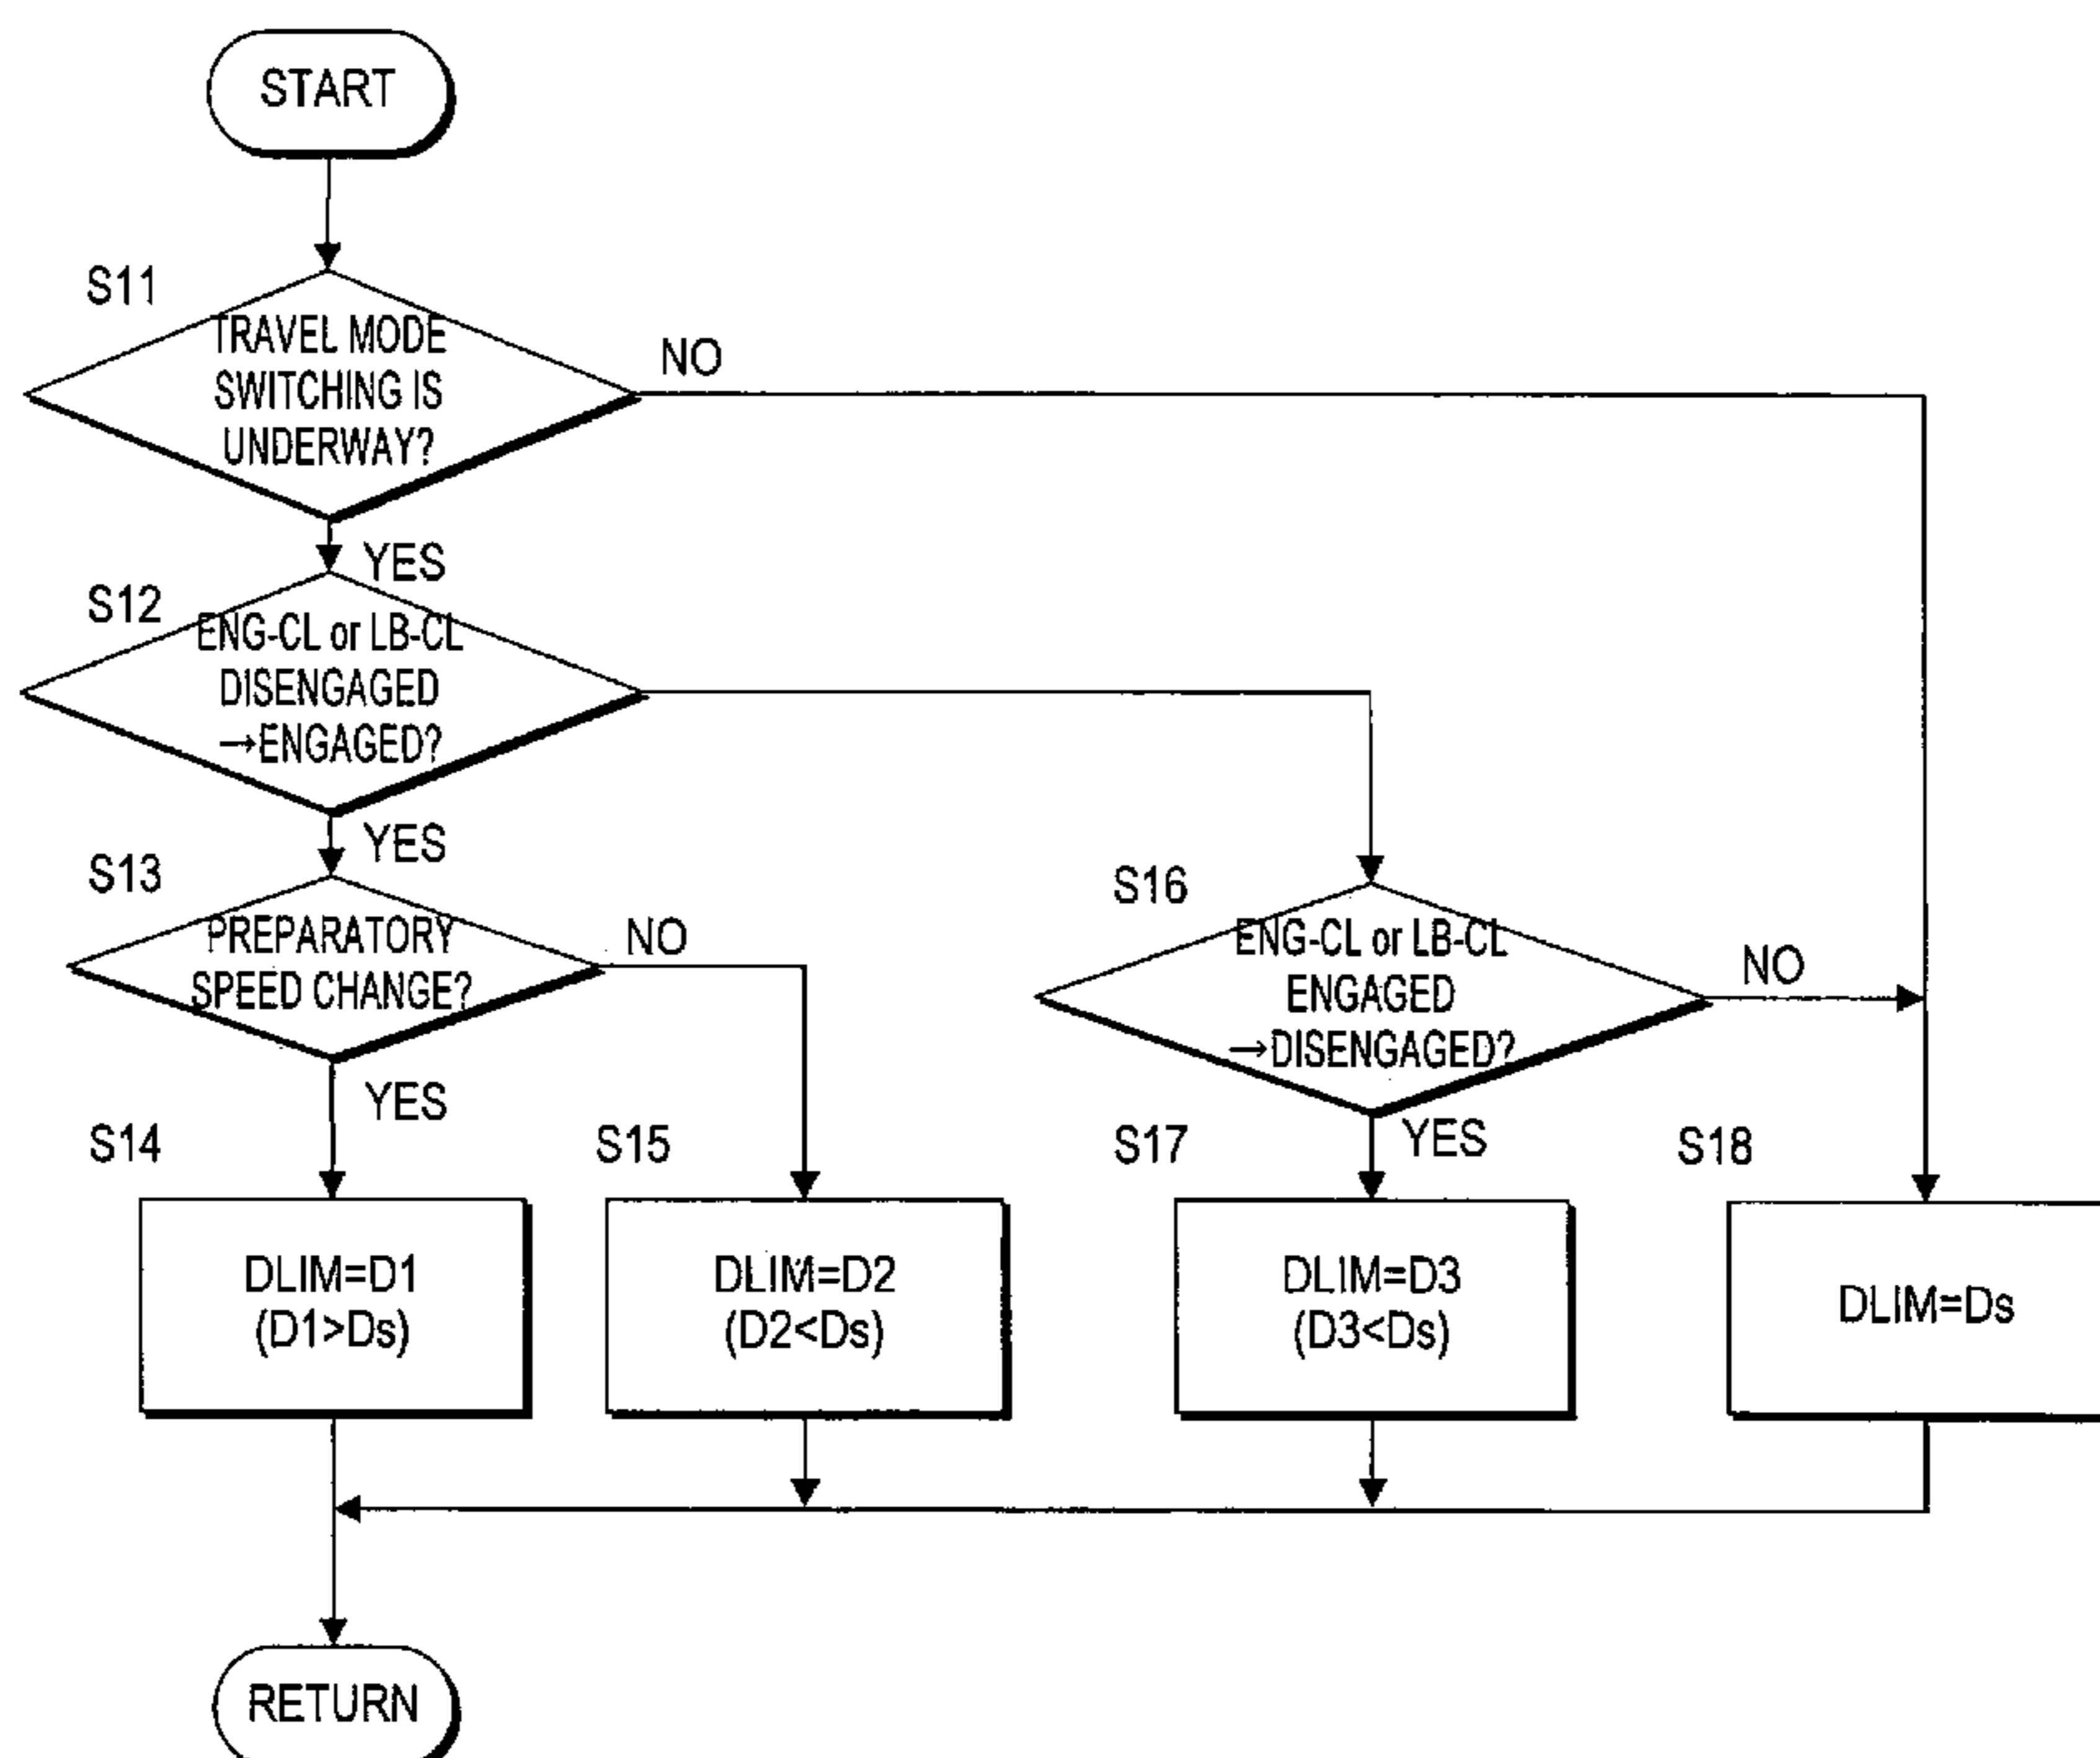 START
S11
TRAVEL MODE
SWITCHING IS
UNDERWAY?
NO
YES
S12
ENG-CL or LB-CL
DISENGAGED
→ENGAGED?
YES
S13
PREPARATORY
SPEED CHANGE?
NO
YES
S16
ENG-CL or LB-CL
ENGAGED
→DISENGAGED?
NO
YES
S14
DLIM=D1
(D1>Ds)
S15
DLIM=D2
(D2<Ds)
S17
DLIM=D3
(D3<Ds)
S18
DLIM=Ds
RETURN